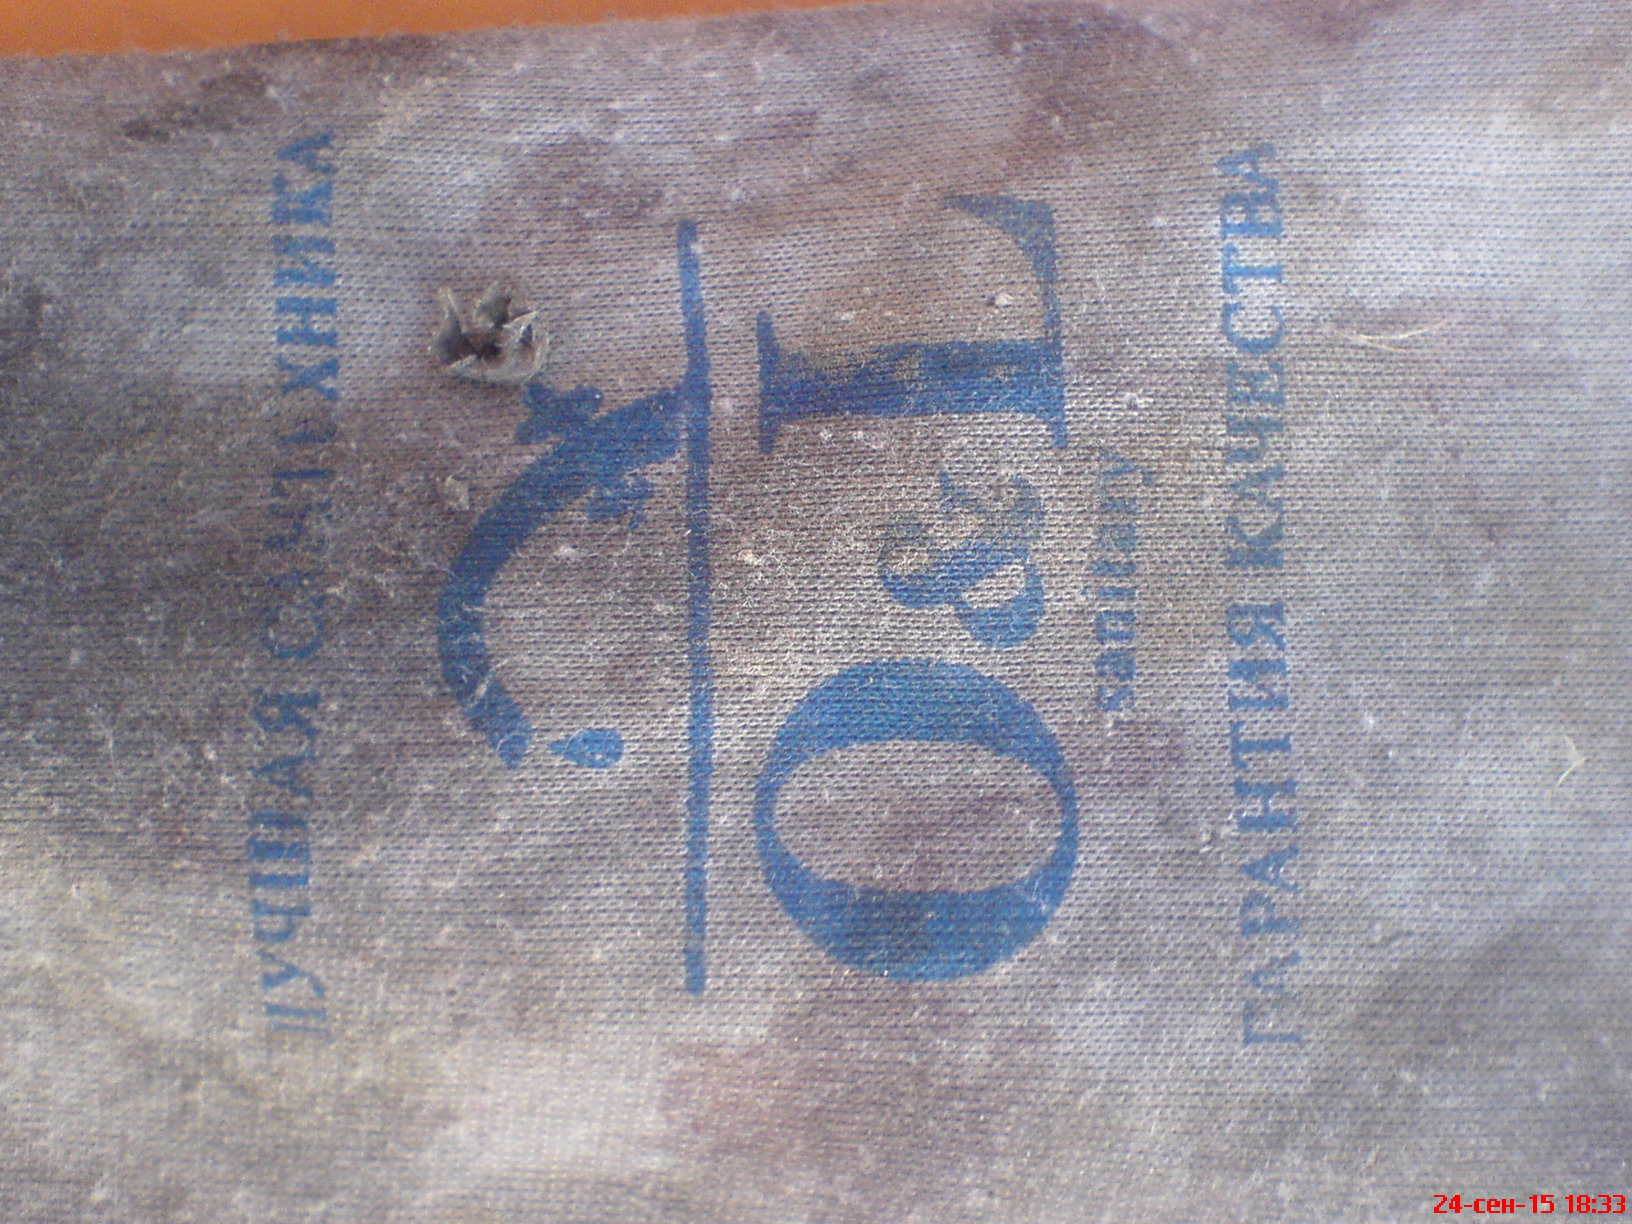 ЛУЧШАЯ САНТЕХНИКА
O&L
sanitary
ГАРАНТИЯ КАЧЕСТВА
24-сен-15 18:33